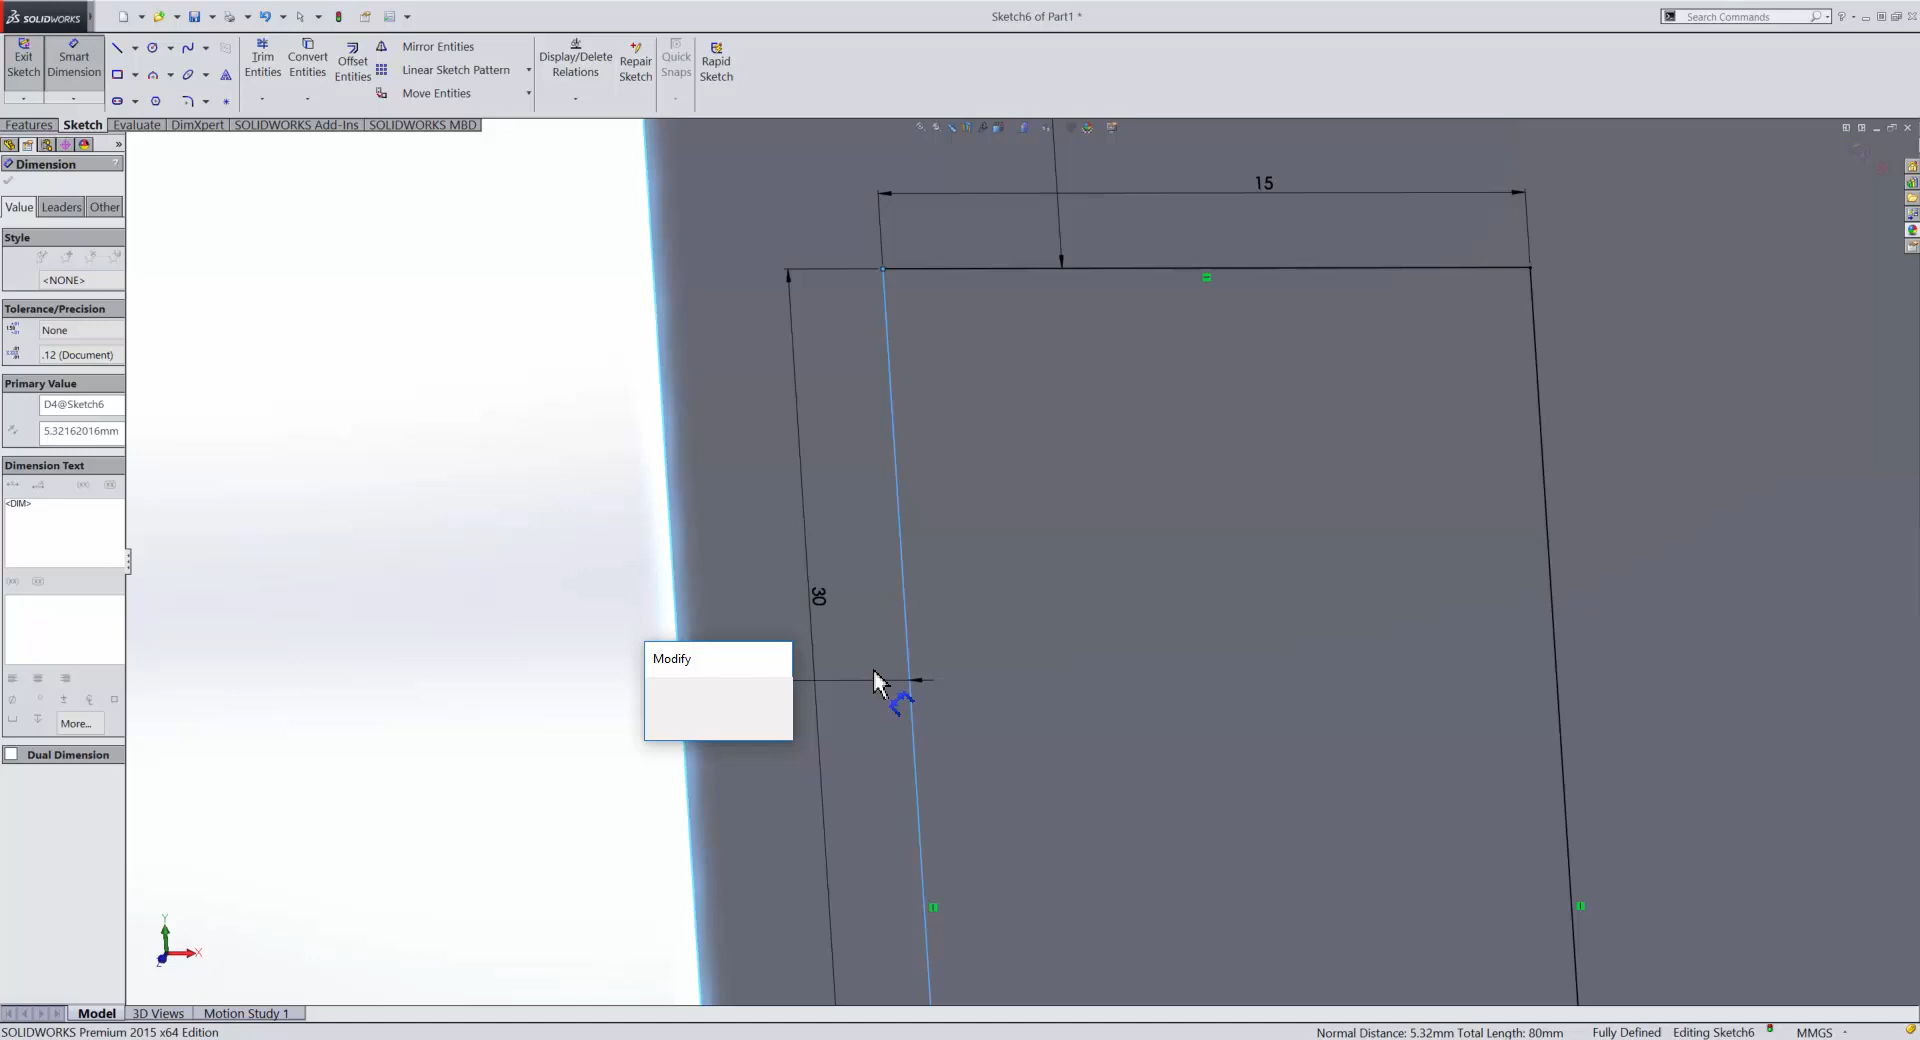 SOLIDWORKS
Sketch6 of Part1 *
Search Commands
Exit Sketch
Smart Dimension
Trim Entities
Convert Entities
Offset Entities
Mirror Entities
Linear Sketch Pattern
Move Entities
Display/Delete Relations
Repair Sketch
Quick Snaps
Rapid Sketch
Features
Sketch
Evaluate
DimXpert
SOLIDWORKS Add-Ins
SOLIDWORKS MBD
Dimension
Value
Leaders
Other
Style
<NONE>
Tolerance/Precision
None
.12 (Document)
Primary Value
D4@Sketch6
5.32162016mm
Dimension Text
<DIM>
More...
Dual Dimension
15
30
Modify
Y
X
Z
Model
3D Views
Motion Study 1
SOLIDWORKS Premium 2015 x64 Edition
Normal Distance: 5.32mm Total Length: 80mm
Fully Defined
Editing Sketch6
MMGS